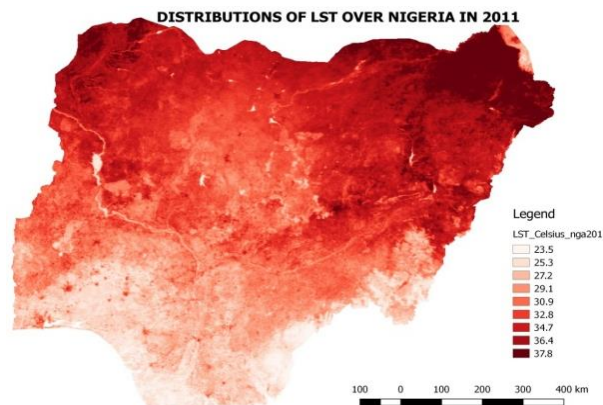 DISTRIBUTIONS OF LST OVER NIGERIA IN 2011
Legend
LST_Celsius_nga201
23.5
25.3
27.2
29.1
30.9
32.8
34.7
36.4
37.8
100 0 100 200 300 400 km